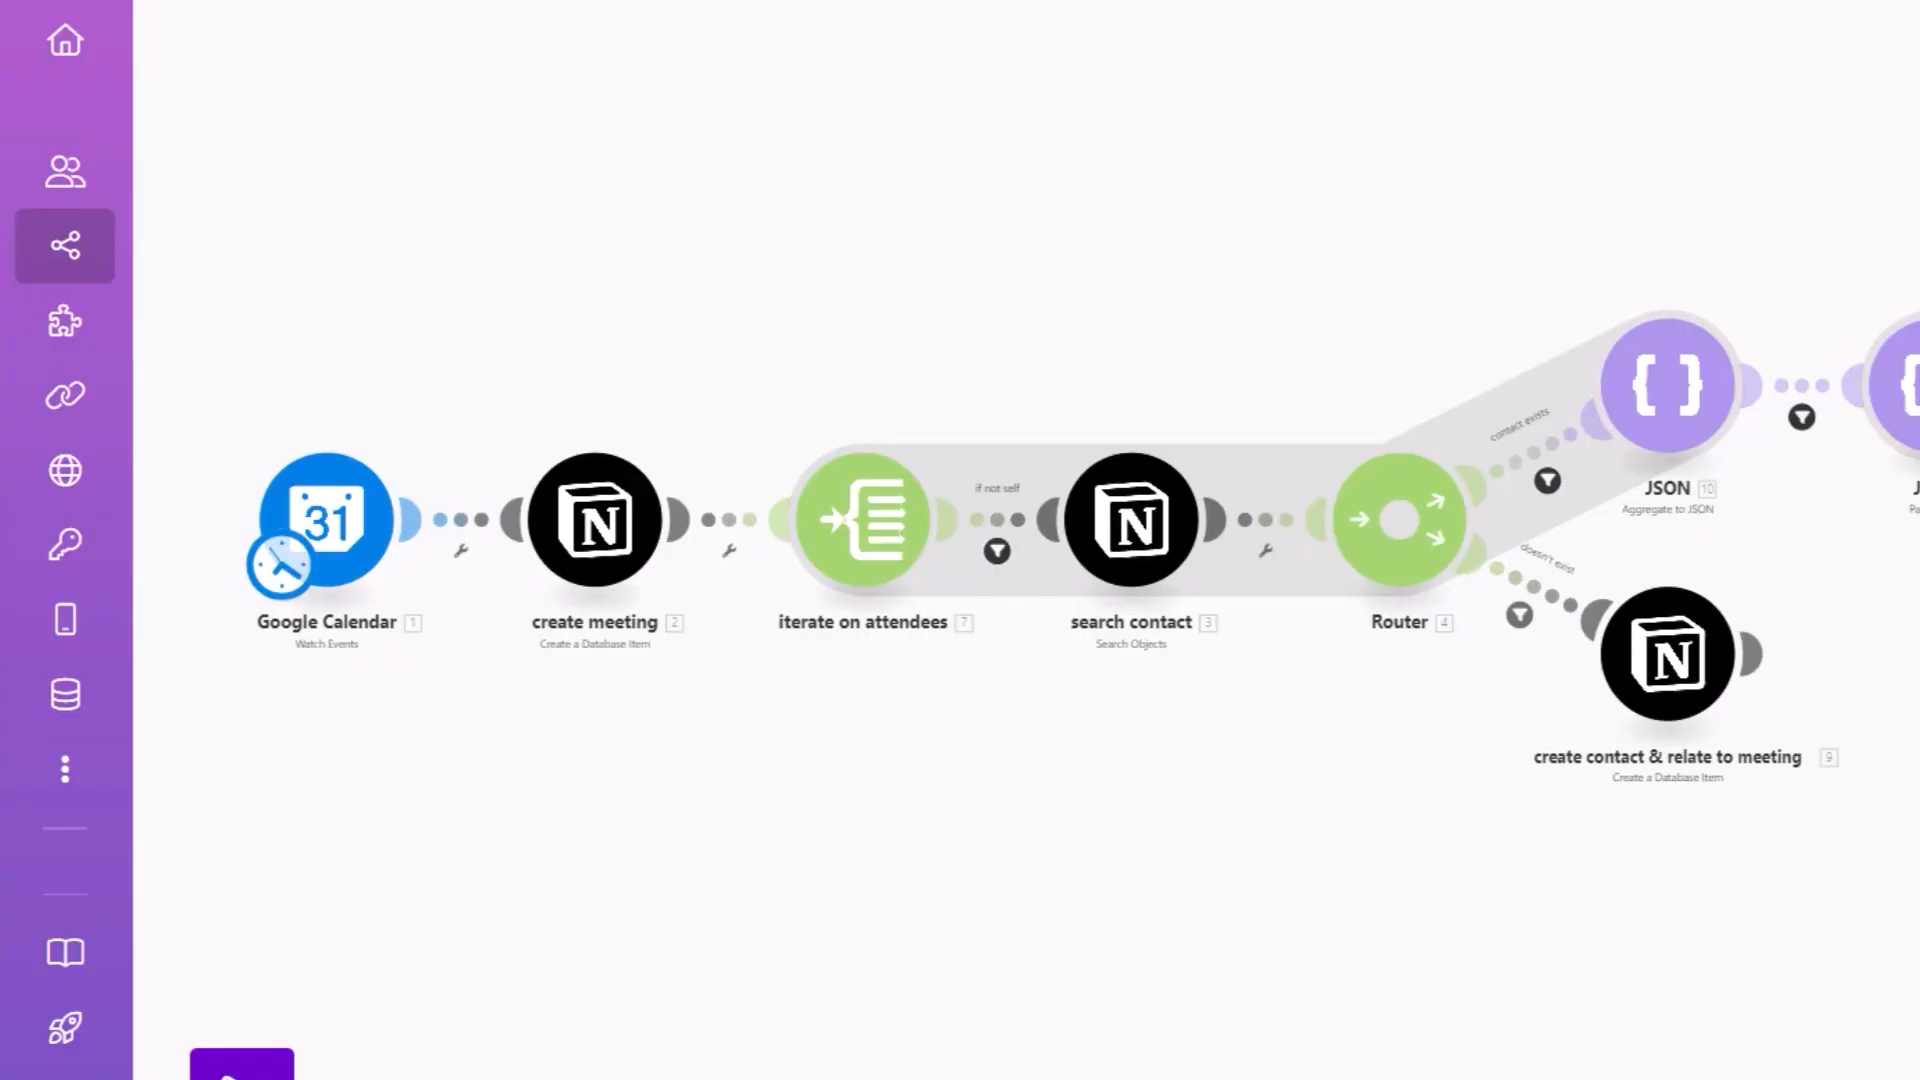 31
N
N
N
if not self
contact exists
doesn't exist
{ }
JSON 10
Aggregate to JSON
Google Calendar 1
Watch Events
create meeting 2
Create a Database Item
iterate on attendees 7
search contact 3
Search Objects
Router 4
create contact & relate to meeting 9
Create a Database Item